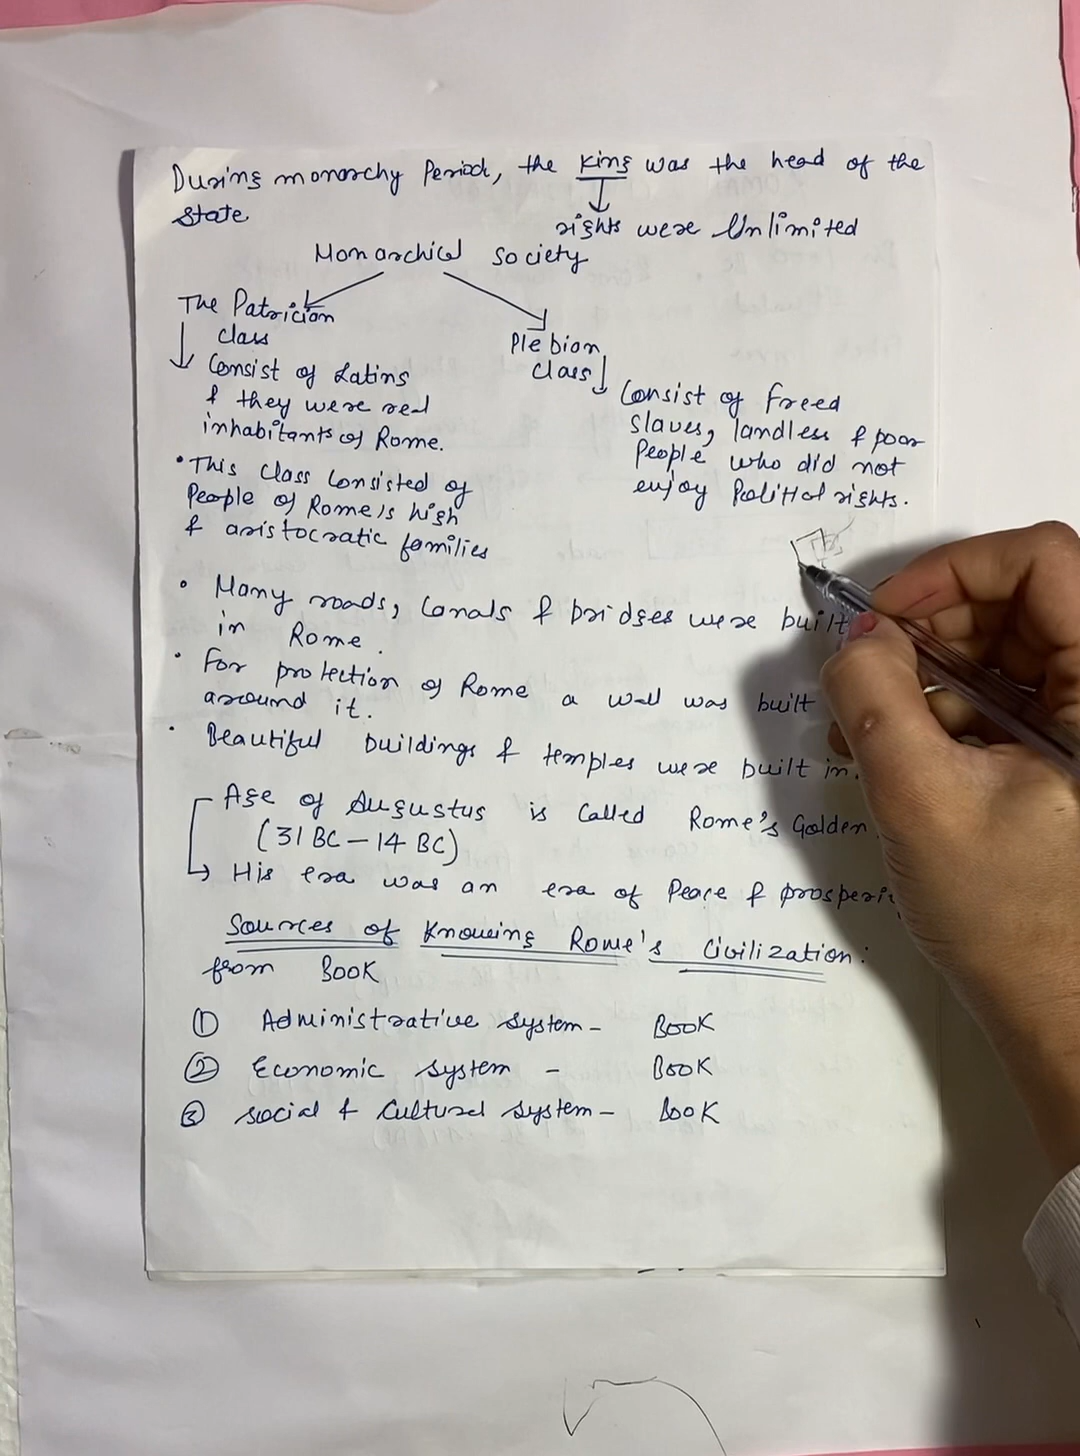 During monarchy Period, the King was the head of the
state
rights were Unlimited
Monarchical society
The Patrician
class
Consist of Latins
& they were real
inhabitants of Rome.
• This class consisted of
People of Rome's high
& aristocratic families
Plebian
class
Consist of freed
slaves, landless & poor
People who did not
enjoy Political rights.
• Many roads, Canals & bridges were built
in Rome.
• For protection of Rome a wall was built
around it.
• Beautiful buildings & temples were built in.
Age of Augustus is called Rome's Golden
(31 BC – 14 BC)
His era was an era of Peace &
Sources of Knowing Rome's Civilization:
from BOOK
① Administrative system – BOOK
② Economic system – BOOK
③ social & Cultural system – BOOK